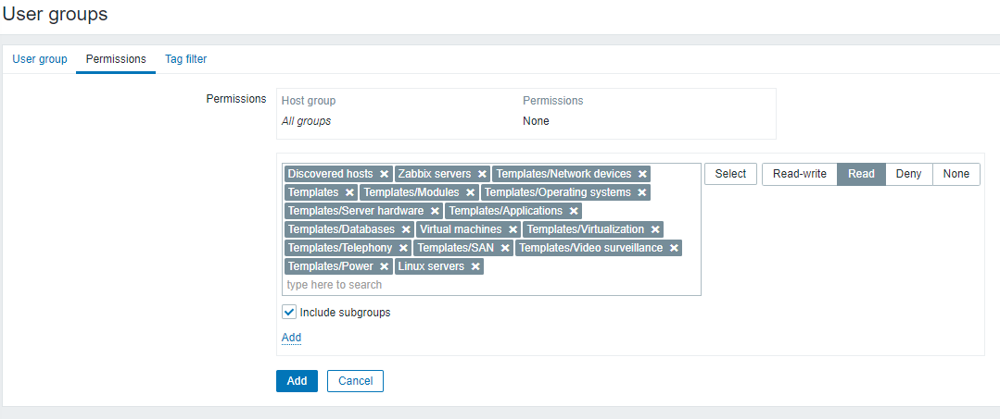 User groups
User group Permissions Tag filter
Permissions Host group Permissions
All groups None
Discovered hosts Zabbix servers Templates/Network devices Select Read-write Read Deny None
Templates Templates/Modules Templates/Operating systems
Templates/Server hardware Templates/Applications
Templates/Databases Virtual machines Templates/Virtualization
Templates/Telephony Templates/SAN Templates/Video surveillance
Templates/Power Linux servers
type here to search
Include subgroups
Add
Add Cancel